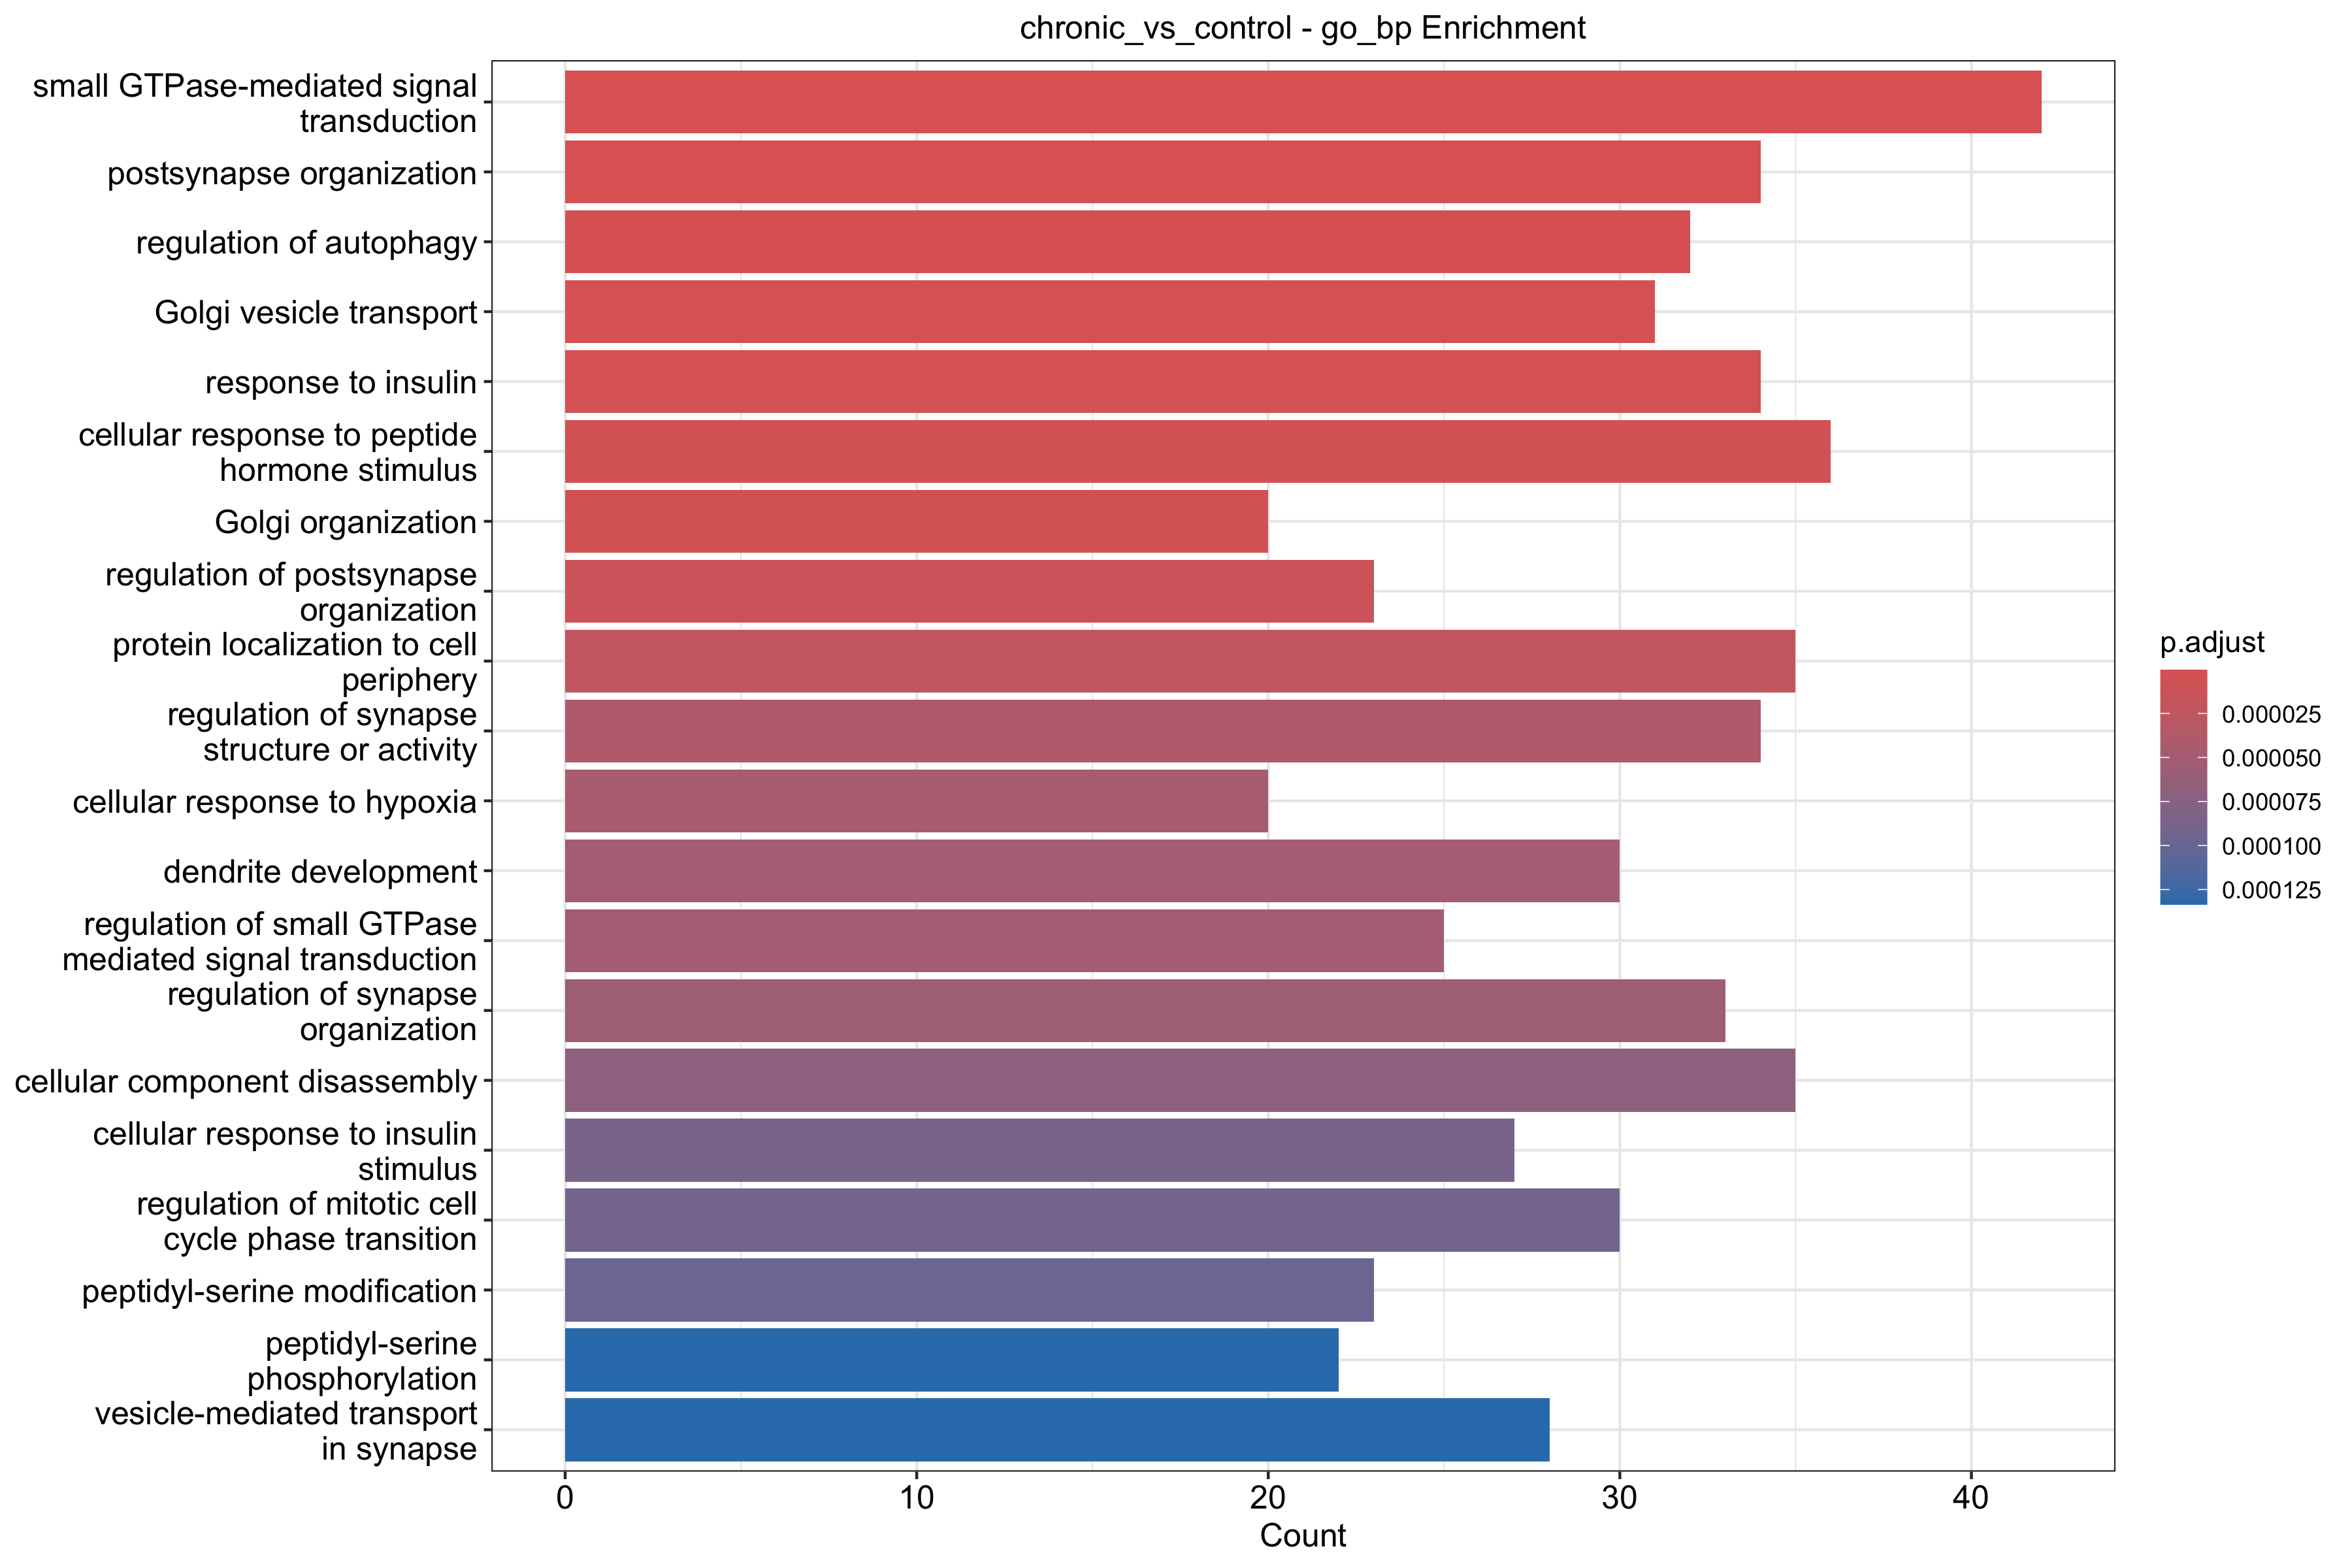 chronic_vs_control - go_bp Enrichment
small GTPase-mediated signal
transduction
postsynapse organization
regulation of autophagy
Golgi vesicle transport
response to insulin
cellular response to peptide
hormone stimulus
Golgi organization
regulation of postsynapse
organization
protein localization to cell
periphery
regulation of synapse
structure or activity
cellular response to hypoxia
dendrite development
regulation of small GTPase
mediated signal transduction
regulation of synapse
organization
cellular component disassembly
cellular response to insulin
stimulus
regulation of mitotic cell
cycle phase transition
peptidyl-serine modification
peptidyl-serine
phosphorylation
vesicle-mediated transport
in synapse
0 10 20 30 40
Count
p.adjust
0.000025
0.000050
0.000075
0.000100
0.000125